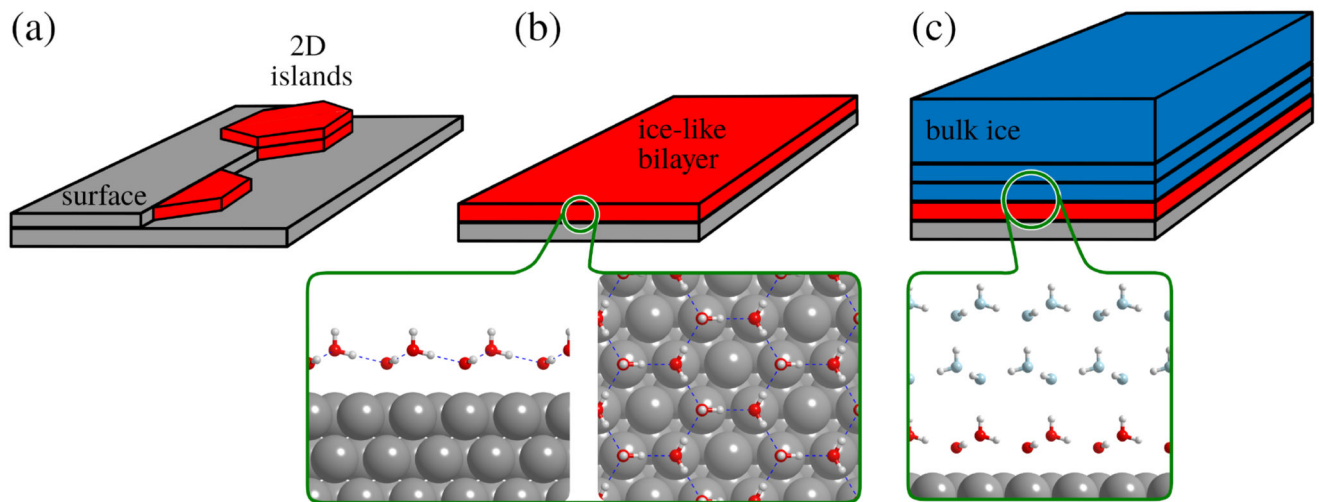 (a)
2D
islands
surface
(b)
ice-like
bilayer
(c)
bulk ice